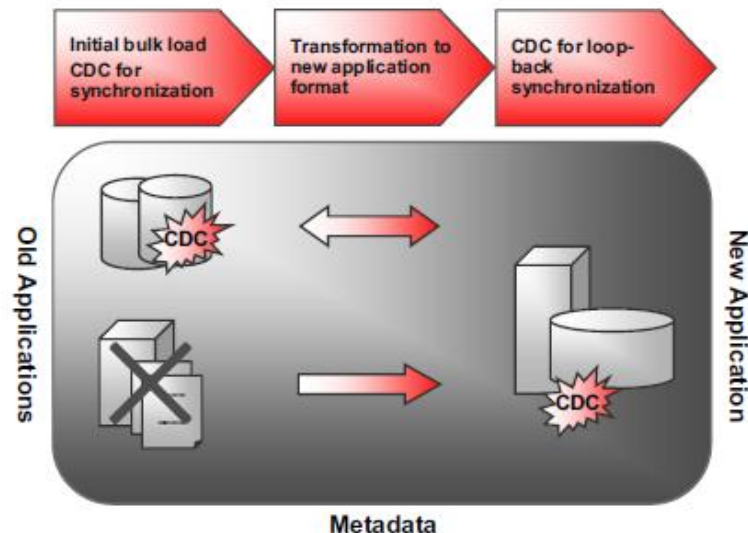 Initial bulk load
CDC for
synchronization
Transformation to
new application
format
CDC for loop-
back
synchronization
Old Applications
CDC
CDC
New Application
Metadata